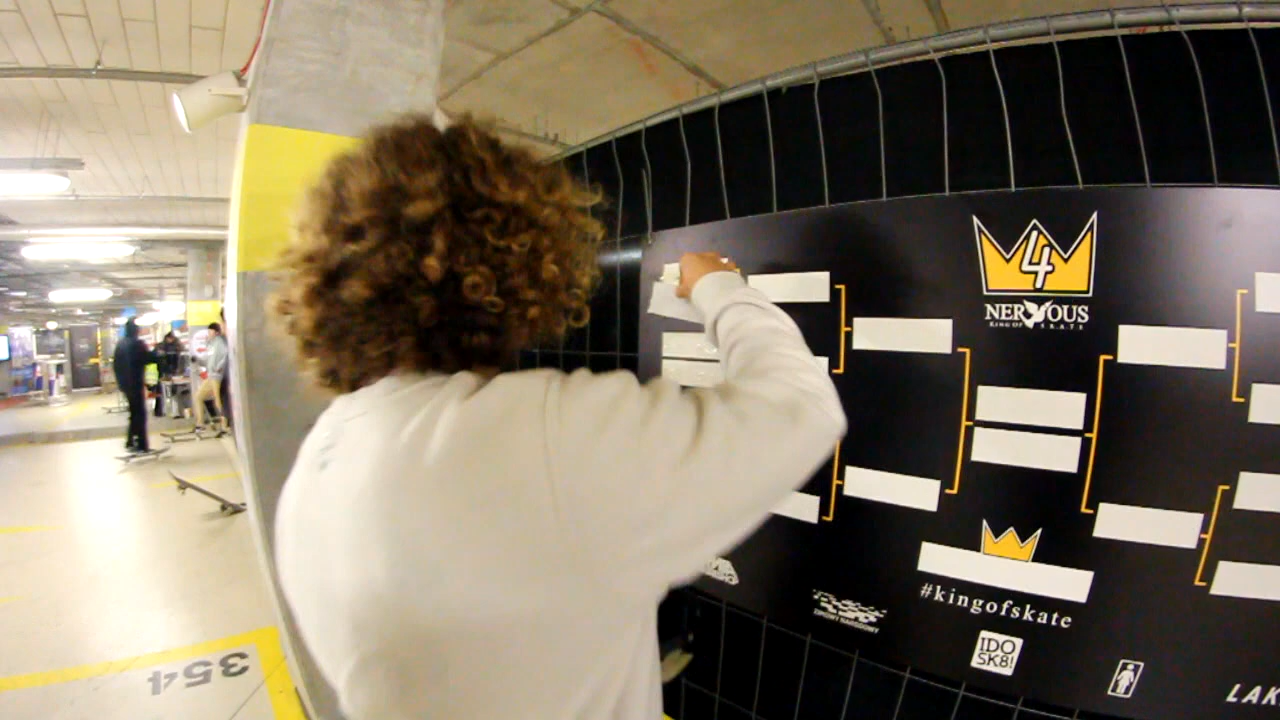 4
NERVOUS
KING OF SKATE
#kingofskate
IDO
SK8!
LAK
354